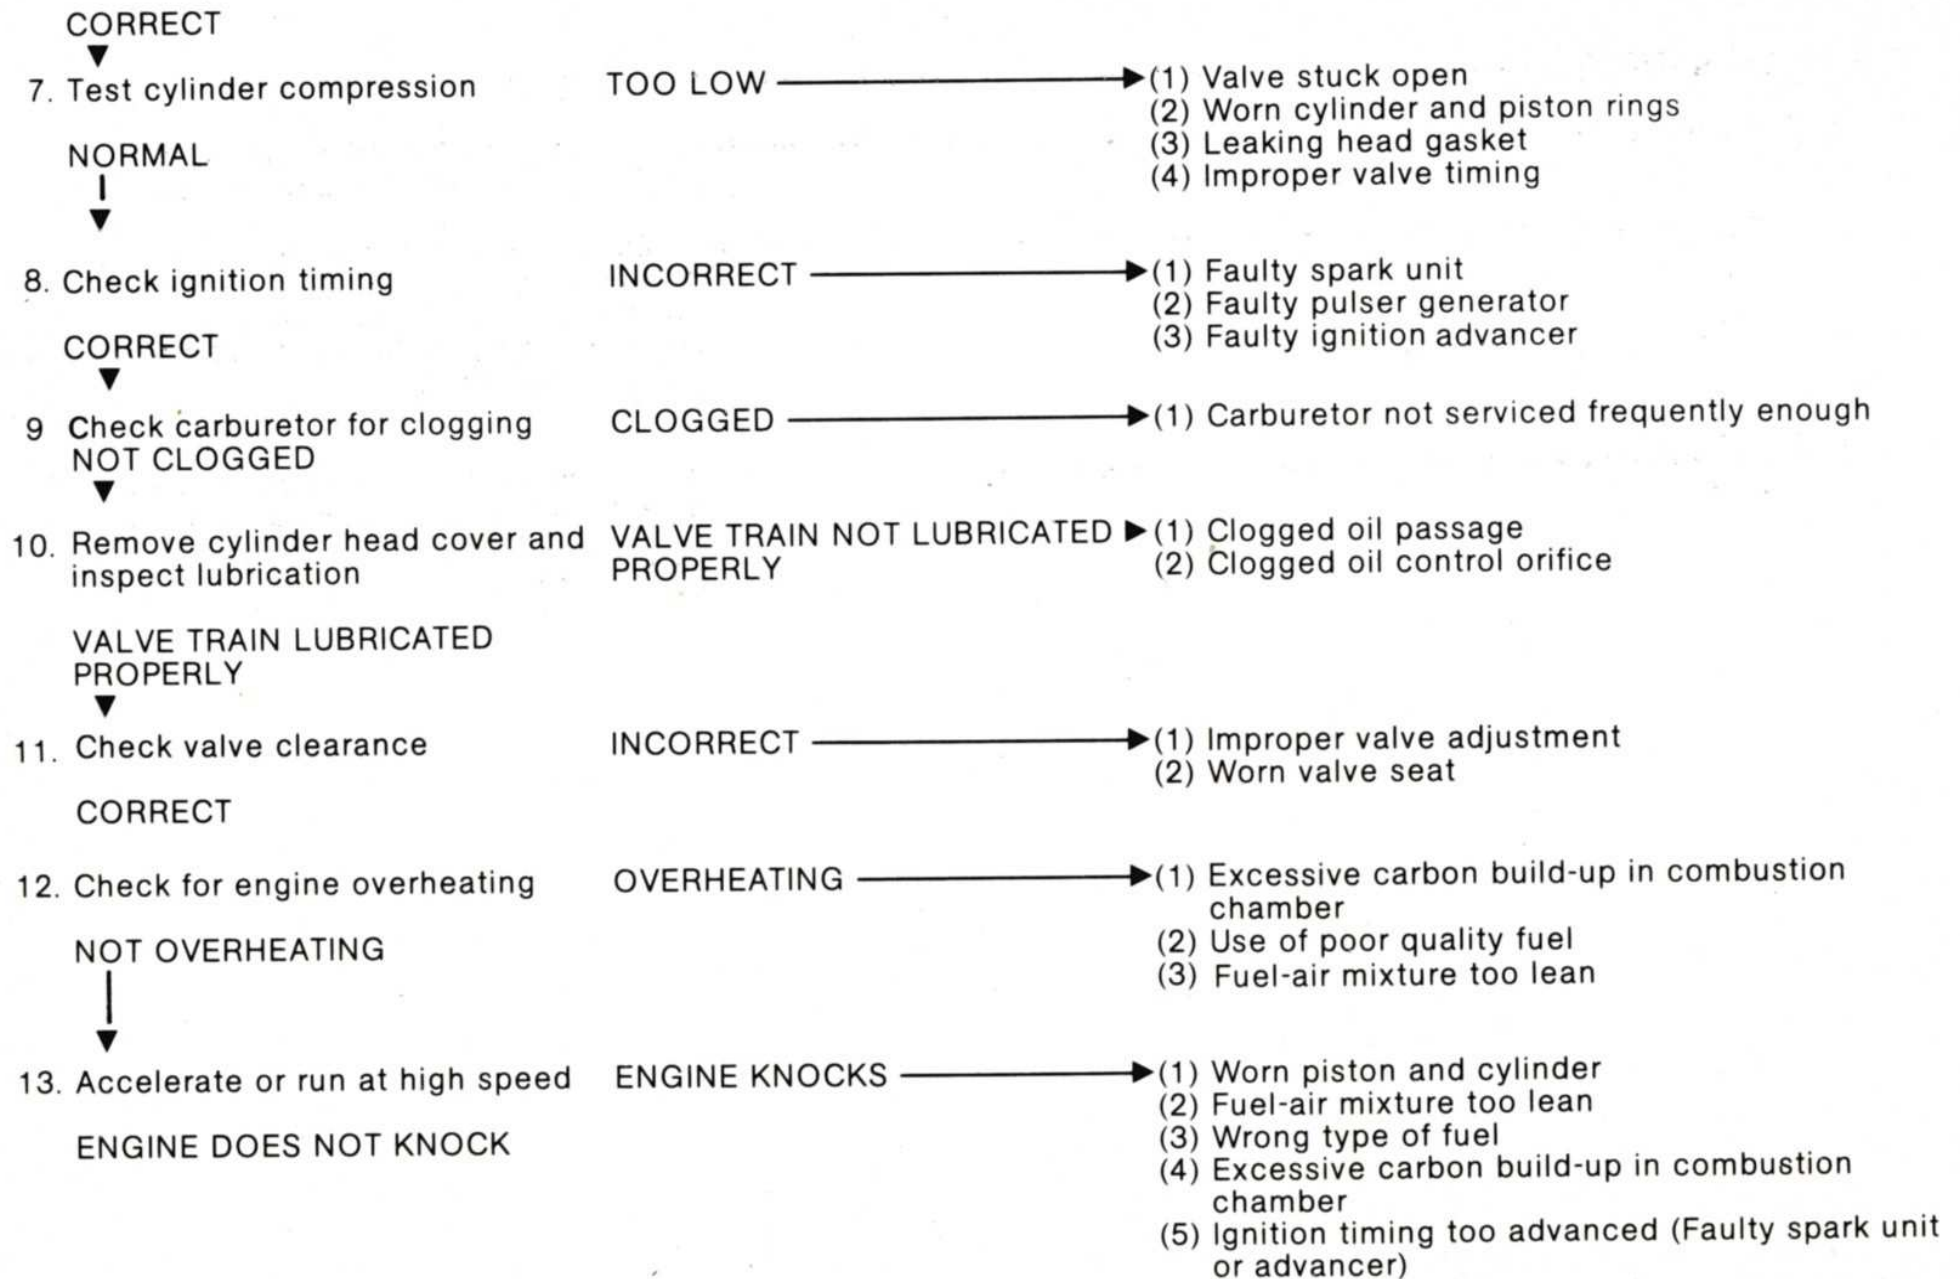 CORRECT
7. Test cylinder compression TOO LOW (1) Valve stuck open
(2) Worn cylinder and piston rings
NORMAL (3) Leaking head gasket
(4) Improper valve timing
8. Check ignition timing INCORRECT (1) Faulty spark unit
(2) Faulty pulser generator
CORRECT (3) Faulty ignition advancer
9 Check carburetor for clogging CLOGGED (1) Carburetor not serviced frequently enough
NOT CLOGGED
10. Remove cylinder head cover and VALVE TRAIN NOT LUBRICATED (1) Clogged oil passage
inspect lubrication PROPERLY (2) Clogged oil control orifice
VALVE TRAIN LUBRICATED
PROPERLY
11. Check valve clearance INCORRECT (1) Improper valve adjustment
(2) Worn valve seat
CORRECT
12. Check for engine overheating OVERHEATING (1) Excessive carbon build-up in combustion
chamber
NOT OVERHEATING (2) Use of poor quality fuel
(3) Fuel-air mixture too lean
13. Accelerate or run at high speed ENGINE KNOCKS (1) Worn piston and cylinder
(2) Fuel-air mixture too lean
ENGINE DOES NOT KNOCK (3) Wrong type of fuel
(4) Excessive carbon build-up in combustion
chamber
(5) Ignition timing too advanced (Faulty spark unit
or advancer)